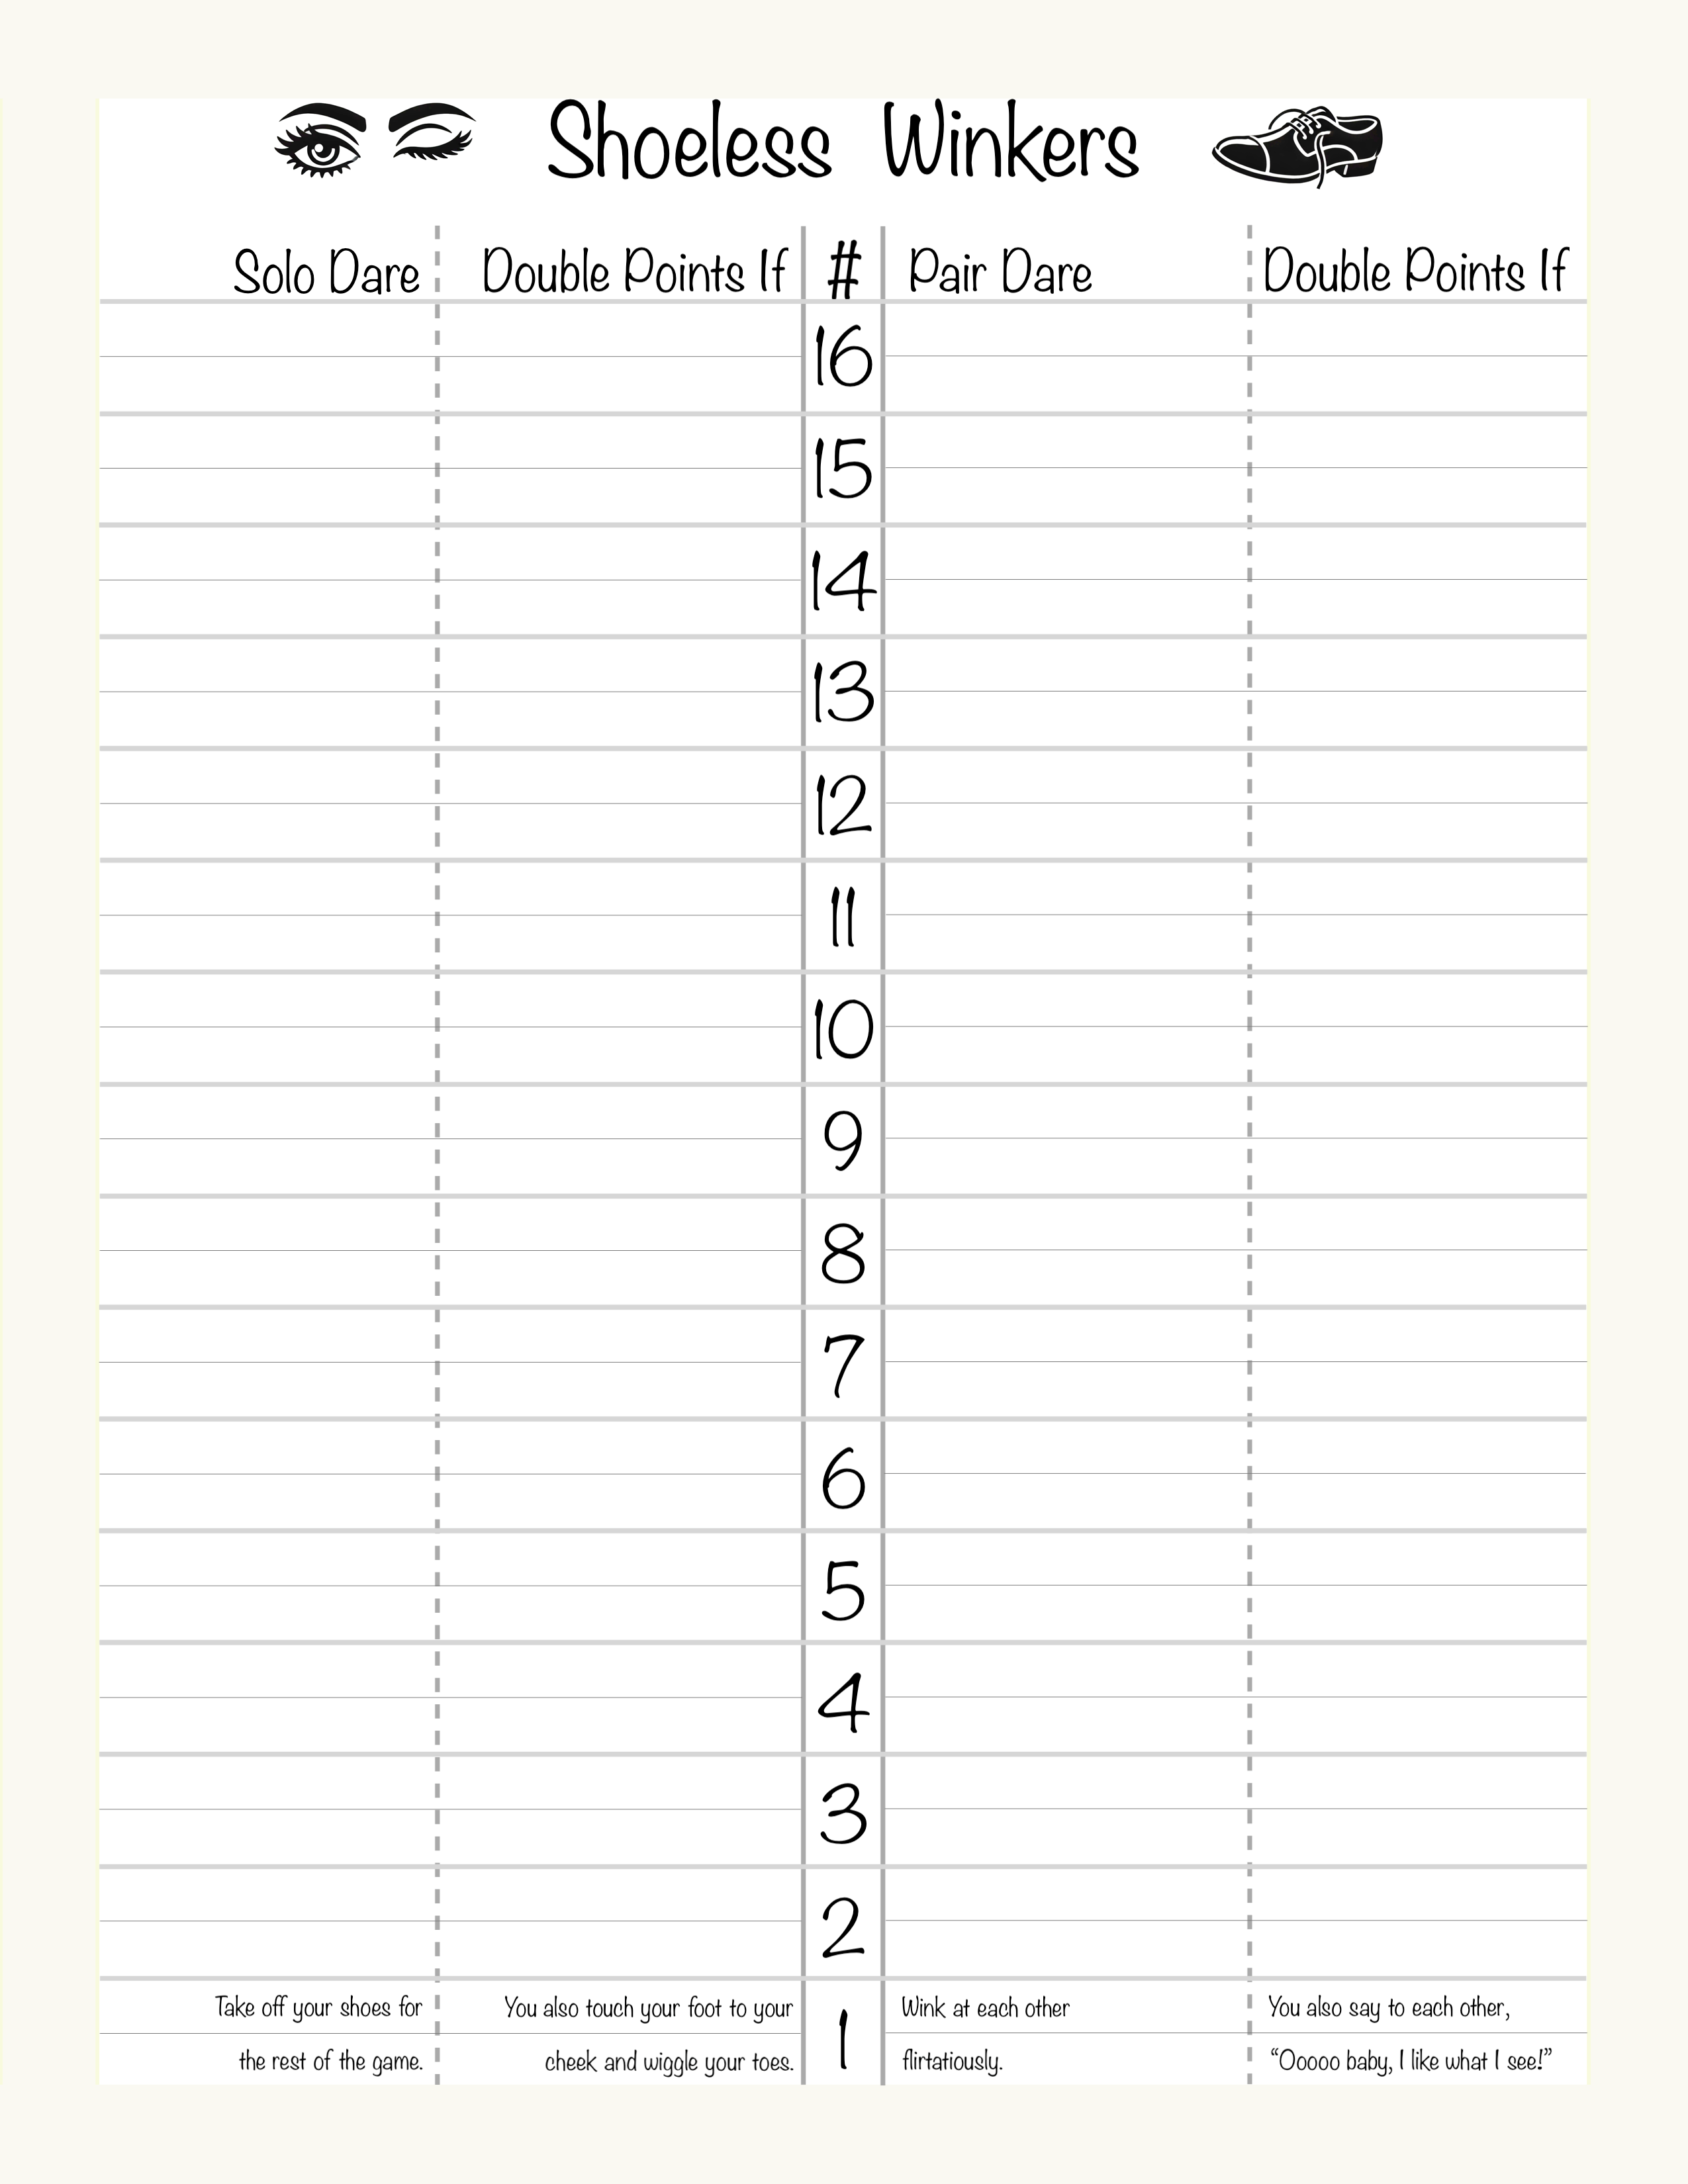 Shoeless Winkers
Solo Dare Double Points If # Pair Dare Double Points If
16
15
14
13
12
11
10
9
8
7
6
5
4
3
2
Take off your shoes for
the rest of the game.
You also touch your foot to your
cheek and wiggle your toes.
1
Wink at each other
flirtatiously.
You also say to each other,
“Ooooo baby, I like what I see!”